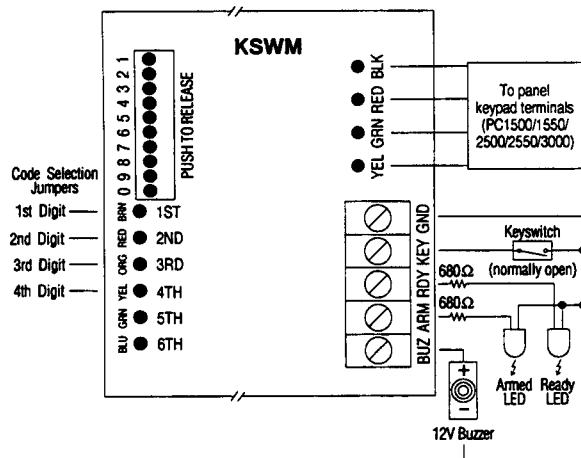 KSWM
1
2
3
4
5
6
7
8
9
0
PUSH TO RELEASE
BLK
RED
GRN
YEL
To panel
keypad terminals
(PC1500/1550/
2500/2550/3000)
Code Selection
Jumpers
1st Digit
2nd Digit
3rd Digit
4th Digit
BRN
RED
ORG
YEL
GRN
BLU
1ST
2ND
3RD
4TH
5TH
6TH
GND
KEY
RDY
ARM
BUZ
Keyswitch
(normally open)
680Ω
680Ω
Armed
LED
Ready
LED
+
−
12V Buzzer